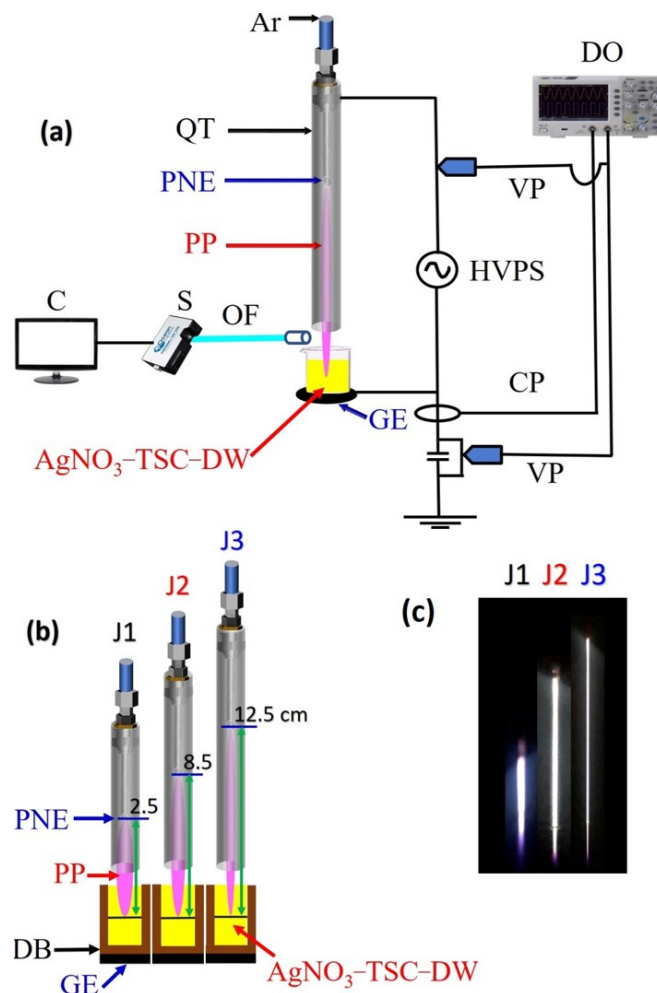 Ar
DO
(a)
QT
PNE
VP
PP
HVPS
C
S
OF
CP
GE
AgNO₃–TSC–DW
VP
J3
J2
J1 J2 J3
(b)
J1
(c)
12.5 cm
8.5
2.5
PNE
PP
DB
AgNO₃–TSC–DW
GE